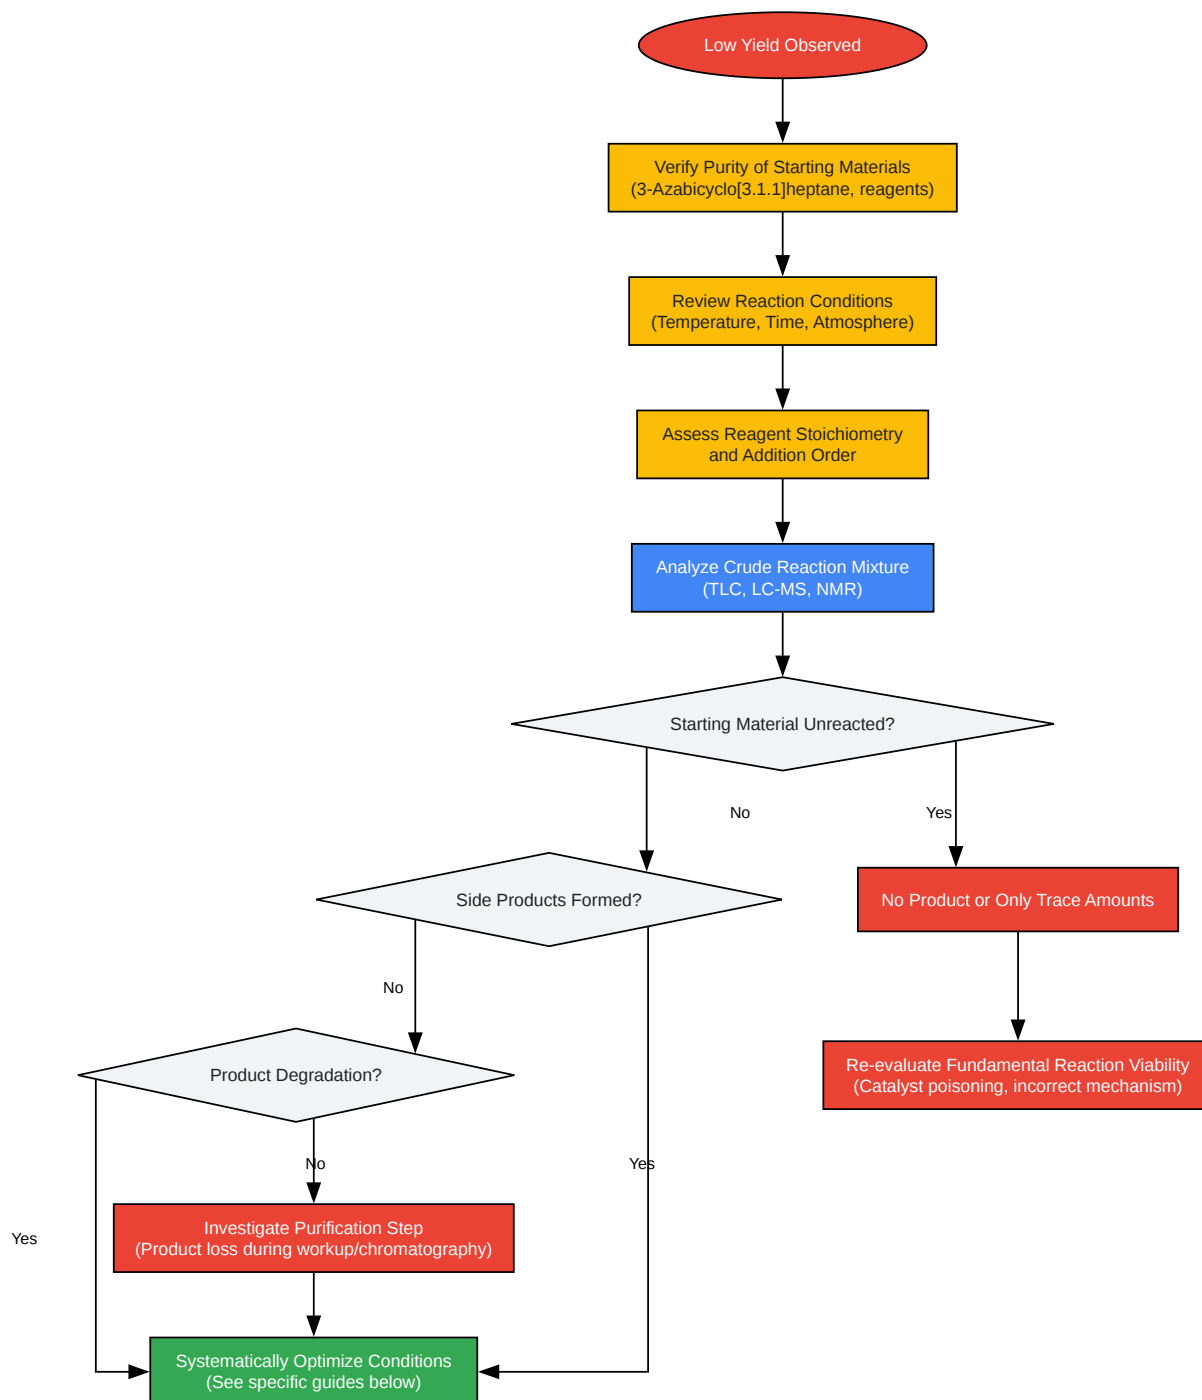 Low Yield Observed
Verify Purity of Starting Materials
(3-Azabicyclo[3.1.1]heptane, reagents)
Review Reaction Conditions
(Temperature, Time, Atmosphere)
Assess Reagent Stoichiometry
and Addition Order
Analyze Crude Reaction Mixture
(TLC, LC-MS, NMR)
Starting Material Unreacted?
No
Yes
Side Products Formed?
No Product or Only Trace Amounts
No
Product Degradation?
Re-evaluate Fundamental Reaction Viability
(Catalyst poisoning, incorrect mechanism)
No
Yes
Yes
Investigate Purification Step
(Product loss during workup/chromatography)
Systematically Optimize Conditions
(See specific guides below)